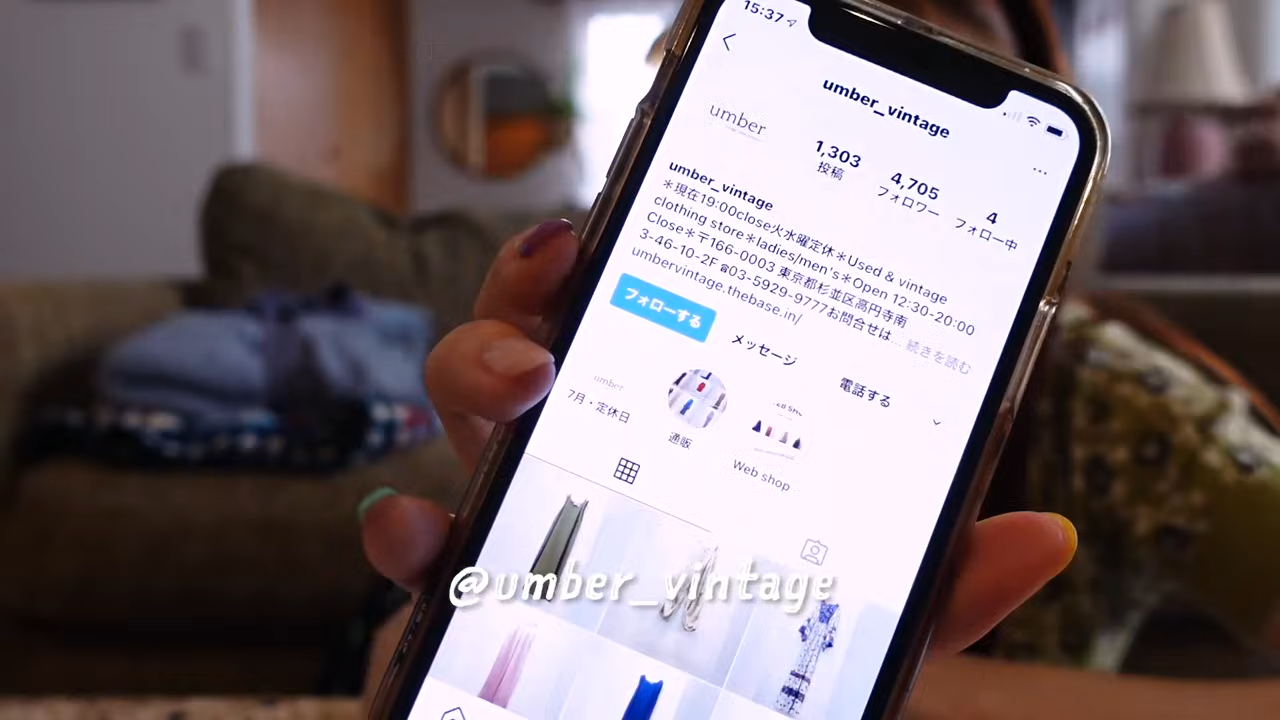 15:37
umber_vintage
umber
1,303
投稿
4,705
フォロワー
4
フォロー中
umber_vintage
＊現在19:00close火水曜定休＊Used & vintage
clothing store＊ladies/men's＊Open 12:30-20:00
Close＊〒166-0003 東京都杉並区高円寺南
3-46-10-2F ☎03-5929-9777お問合せは... 続きを読む
umbervintage.thebase.in/
フォローする
メッセージ
電話する
umber
7月・定休日
通販
Web shop
@umber_vintage